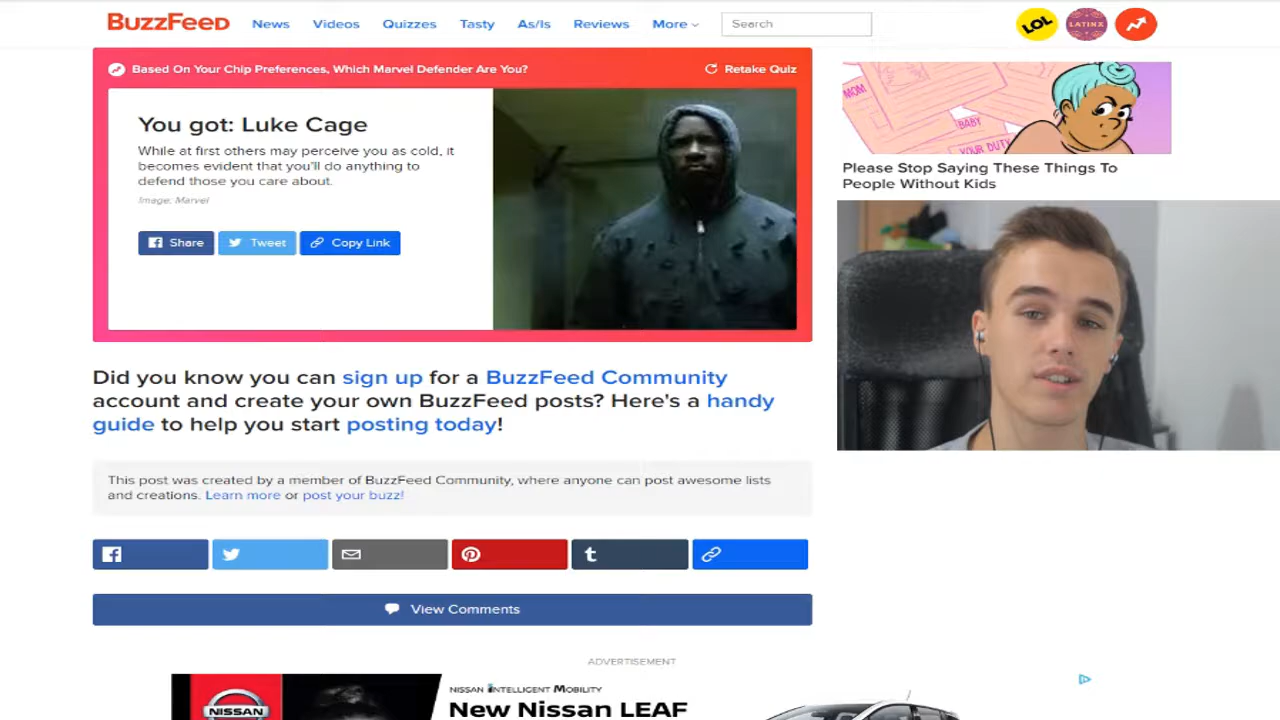 BuzzFeed News Videos Quizzes Tasty As/Is Reviews More Search LOL LATINX
Based On Your Chip Preferences, Which Marvel Defender Are You? Retake Quiz
You got: Luke Cage
While at first others may perceive you as cold, it
becomes evident that you'll do anything to
defend those you care about.
Image: Marvel
Share Tweet Copy Link
MOM
BABY
YOUR DUTY
Please Stop Saying These Things To
People Without Kids
Did you know you can sign up for a BuzzFeed Community
account and create your own BuzzFeed posts? Here's a handy
guide to help you start posting today!
This post was created by a member of BuzzFeed Community, where anyone can post awesome lists
and creations. Learn more or post your buzz!
View Comments
ADVERTISEMENT
NISSAN
NISSAN INTELLIGENT MOBILITY
New Nissan LEAF